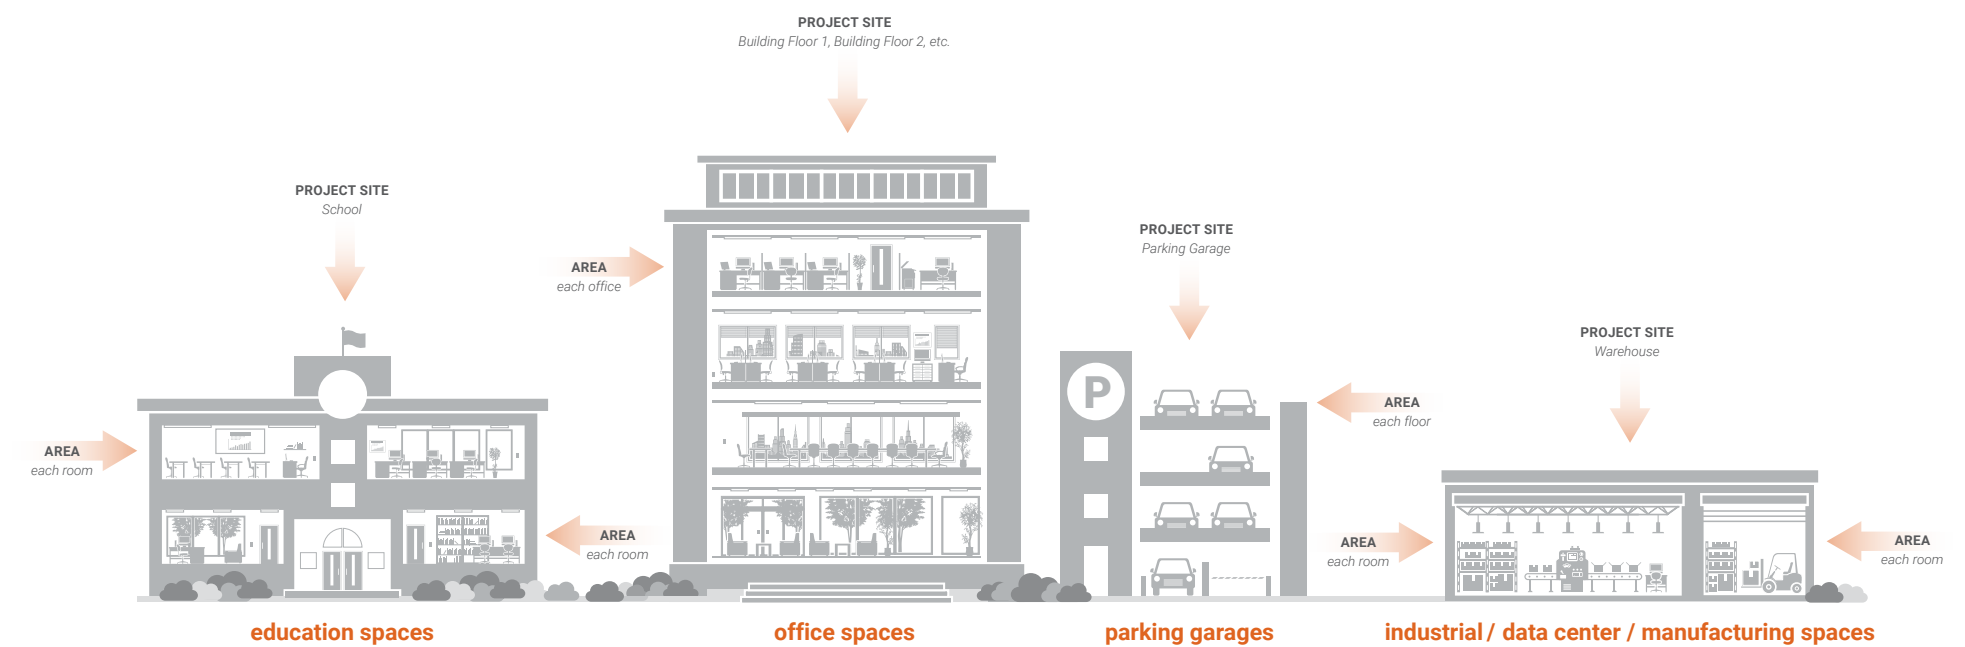 PROJECT SITE
Building Floor 1, Building Floor 2, etc.
PROJECT SITE
School
AREA
each office
PROJECT SITE
Parking Garage
PROJECT SITE
Warehouse
P
AREA
each floor
AREA
each room
AREA
each room
AREA
each room
AREA
each room
education spaces
office spaces
parking garages
industrial / data center / manufacturing spaces